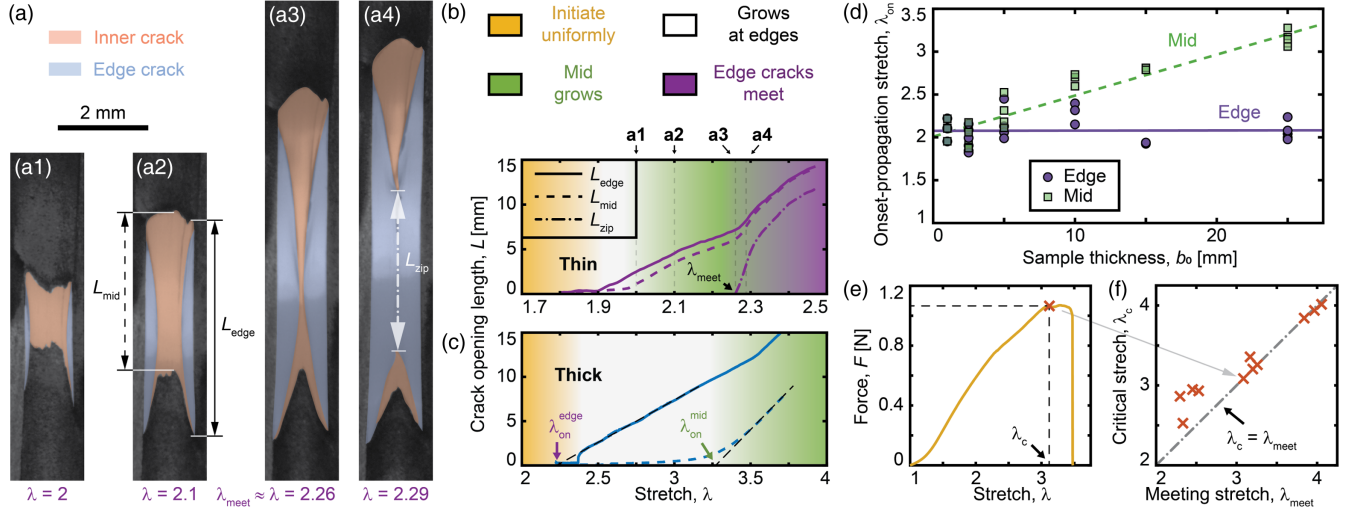 (a)
Inner crack
Edge crack
2 mm
(a1)
λ = 2
(a2)
L_mid
L_edge
λ = 2.1
(a3)
λ_meet ≈ λ = 2.26
(a4)
L_zip
λ = 2.29
(b)
Initiate
uniformly
Grows
at edges
Mid
grows
Edge cracks
meet
a1 a2 a3 a4
Crack opening length, L [mm]
15
10
5
0
L_edge
L_mid
L_zip
Thin
λ_meet
1.7 1.8 1.9 2.0 2.1 2.2 2.3 2.4 2.5
(c)
15
10
5
0
Thick
λ_on^edge
λ_on^mid
2 2.5 3 3.5 4
Stretch, λ
(d)
Onset-propagation stretch, λ_on
3.5
3
2.5
2
1.5
1
Mid
Edge
Edge
Mid
0 10 20
Sample thickness, b₀ [mm]
(e)
Force, F [N]
1.2
0.8
0.4
0
λ_c
1 2 3
Stretch, λ
(f)
Critical strech, λ_c
4
3
2
λ_c = λ_meet
2 3 4
Meeting stretch, λ_meet